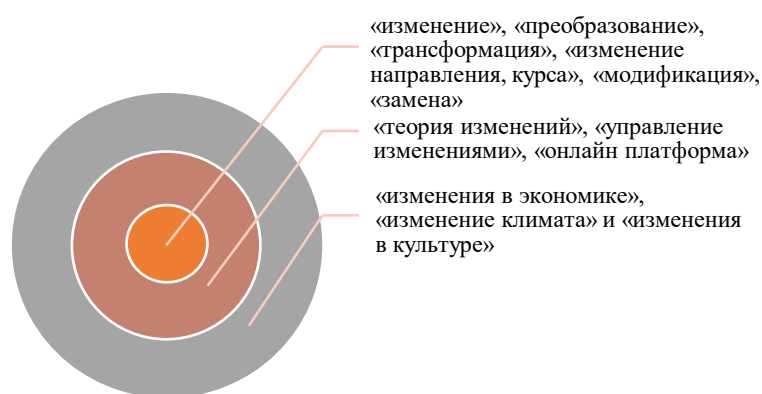 «изменение», «преобразование»,
«трансформация», «изменение
направления, курса», «модификация»,
«замена»
«теория изменений», «управление
изменениями», «онлайн платформа»
«изменения в экономике»,
«изменение климата» и «изменения
в культуре»